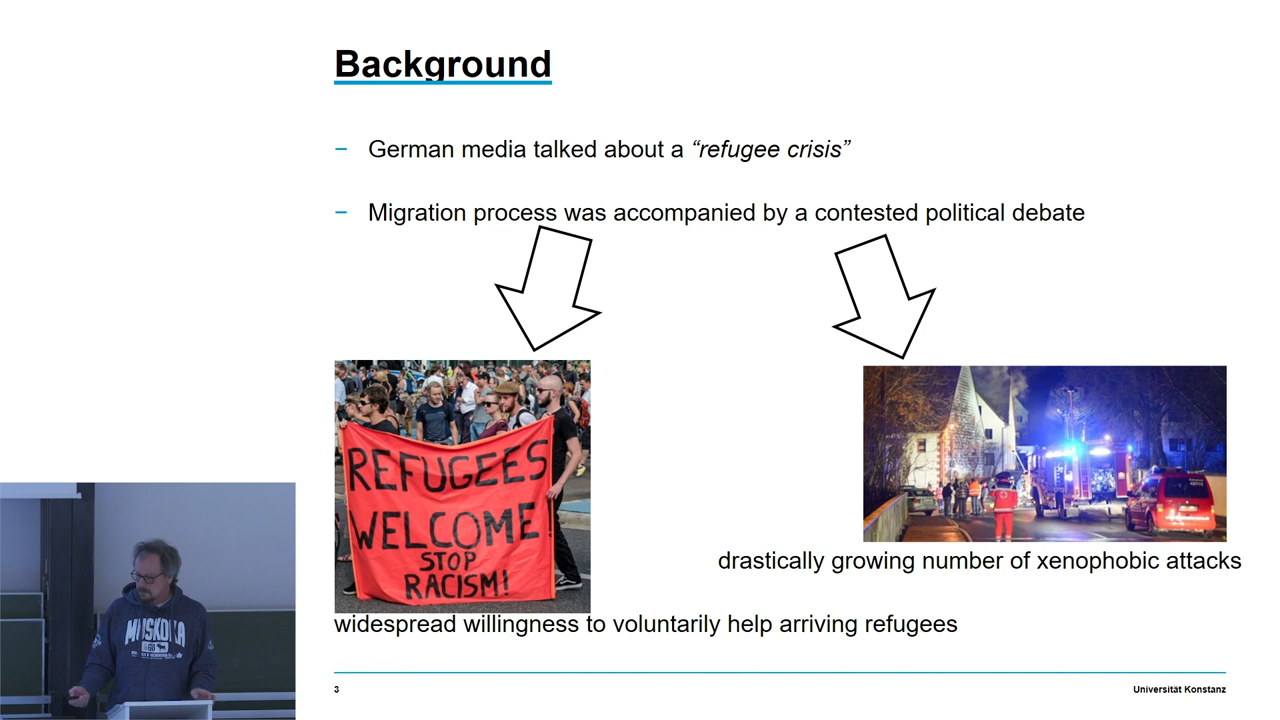 Background
− German media talked about a “refugee crisis”
− Migration process was accompanied by a contested political debate
REFUGEES
WELCOME!
STOP
RACISM!
drastically growing number of xenophobic attacks
widespread willingness to voluntarily help arriving refugees
MUSKOKA
3
Universität Konstanz